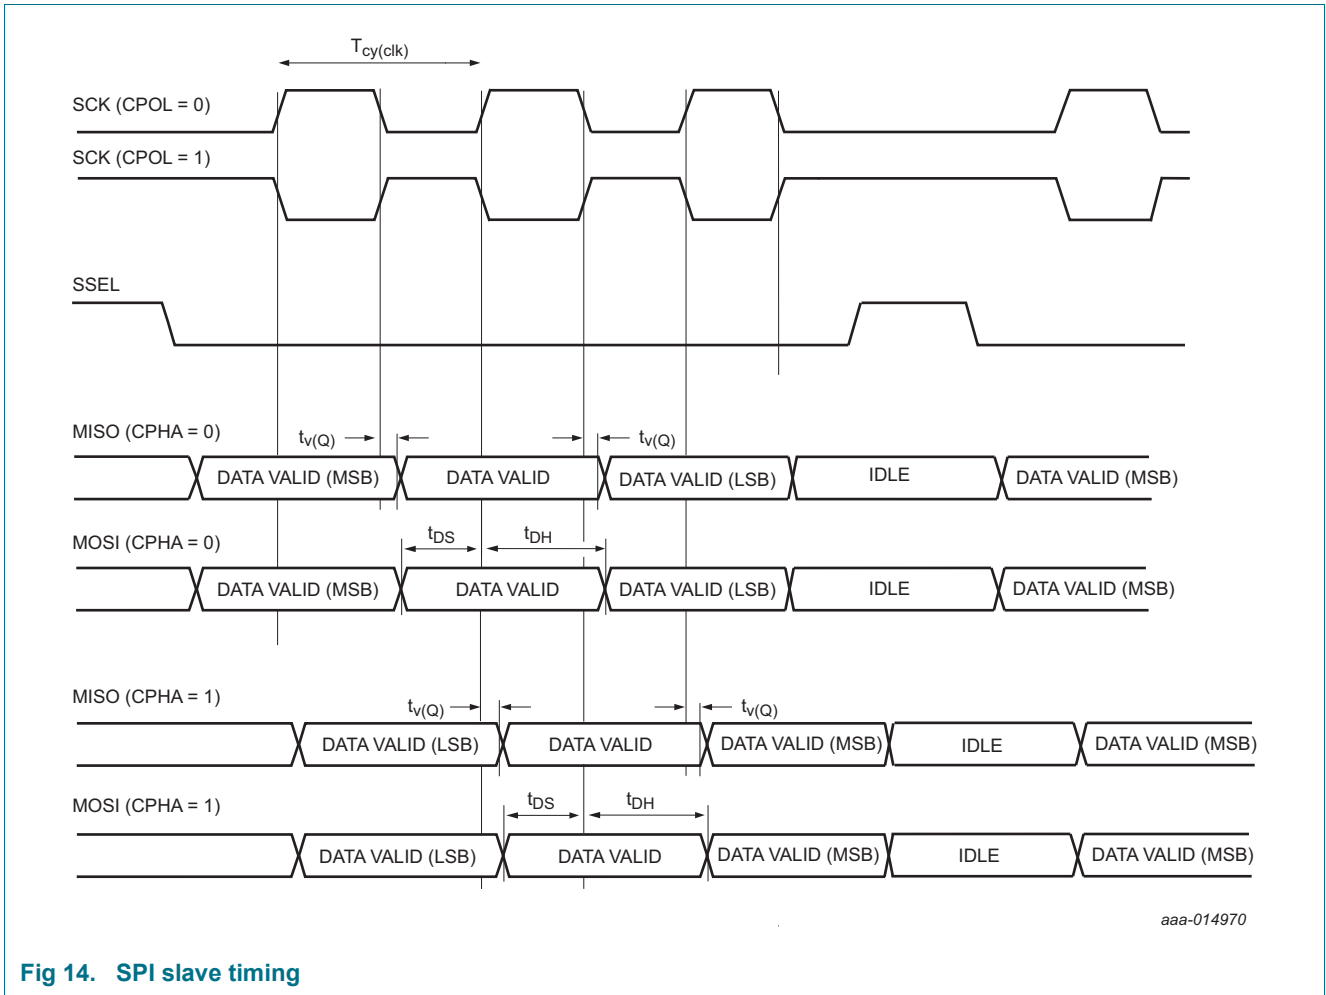 Tcy(clk)
SCK (CPOL = 0)
SCK (CPOL = 1)
SSEL
MISO (CPHA = 0)
tv(Q) tv(Q)
DATA VALID (MSB) DATA VALID DATA VALID (LSB) IDLE DATA VALID (MSB)
MOSI (CPHA = 0)
tDS tDH
DATA VALID (MSB) DATA VALID DATA VALID (LSB) IDLE DATA VALID (MSB)
MISO (CPHA = 1)
tv(Q) tv(Q)
DATA VALID (LSB) DATA VALID DATA VALID (MSB) IDLE DATA VALID (MSB)
MOSI (CPHA = 1)
tDS tDH
DATA VALID (LSB) DATA VALID DATA VALID (MSB) IDLE DATA VALID (MSB)
aaa-014970
Fig 14. SPI slave timing